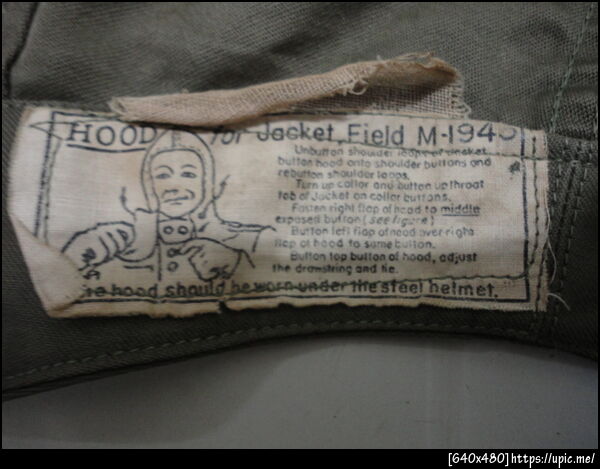 HOOD for Jacket, Field M-1943
Unbutton shoulder loops of jacket,
button hood onto shoulder buttons and
rebutton shoulder loops.
Turn up collar and button up throat
tab of Jacket on collar buttons.
Fasten right flap of hood to middle
exposed button (see figure)
Button left flap of hood over right
flap of hood to same button.
Button top button of hood, adjust
the drawstring and tie.
hood should be worn under the steel helmet.
[640x480]https://upic.me/